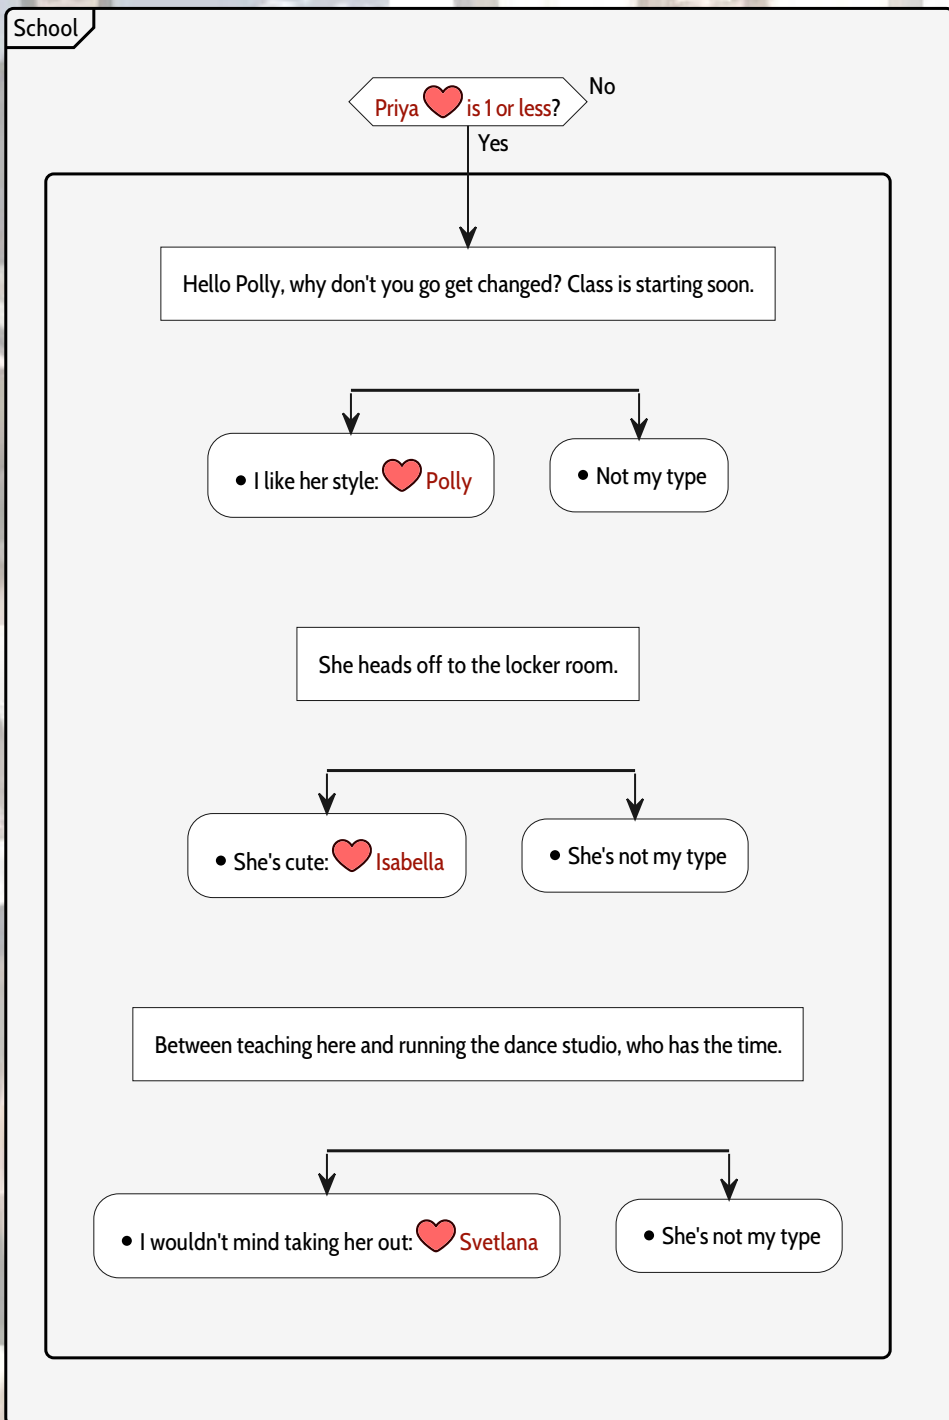 School
Priya is 1 or less?
No
Yes
Hello Polly, why don't you go get changed? Class is starting soon.
• I like her style: Polly
• Not my type
She heads off to the locker room.
• She's cute: Isabella
• She's not my type
Between teaching here and running the dance studio, who has the time.
• I wouldn't mind taking her out: Svetlana
• She's not my type